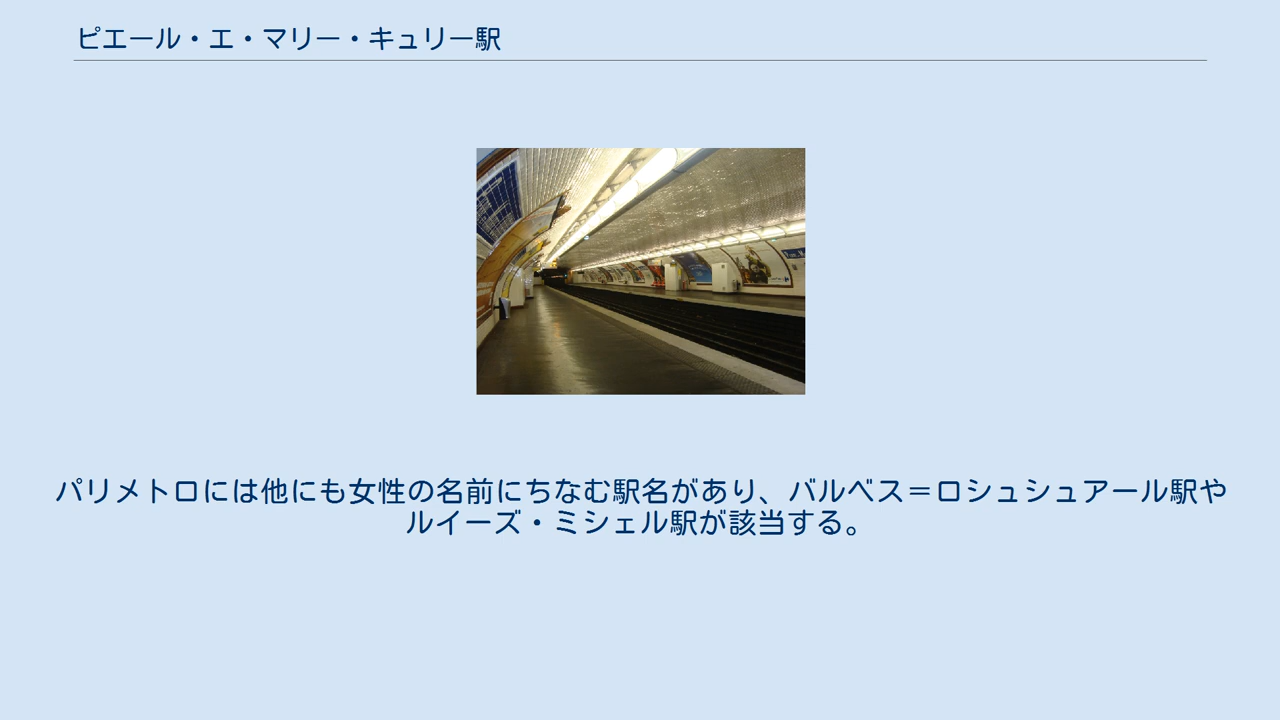 ピエール・エ・マリー・キュリー駅
パリメトロには他にも女性の名前にちなむ駅名があり、バルベス＝ロシュシュアール駅や
ルイーズ・ミシェル駅が該当する。